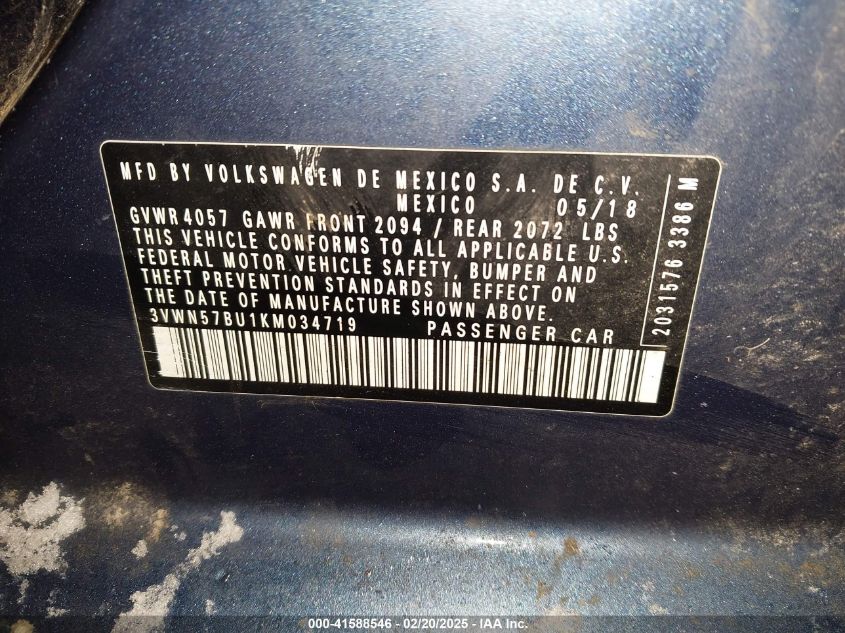 MFD BY VOLKSWAGEN DE MEXICO S.A. DE C.V.
MEXICO 05/18
GVWR 4057 GAWR FRONT 2094 / REAR 2072 LBS
THIS VEHICLE CONFORMS TO ALL APPLICABLE U.S.
FEDERAL MOTOR VEHICLE SAFETY, BUMPER AND
THEFT PREVENTION STANDARDS IN EFFECT ON
THE DATE OF MANUFACTURE SHOWN ABOVE.
3VWN57BU1KM034719 PASSENGER CAR
2031576 3386 M
000-41588546 - 02/20/2025 - IAA Inc.